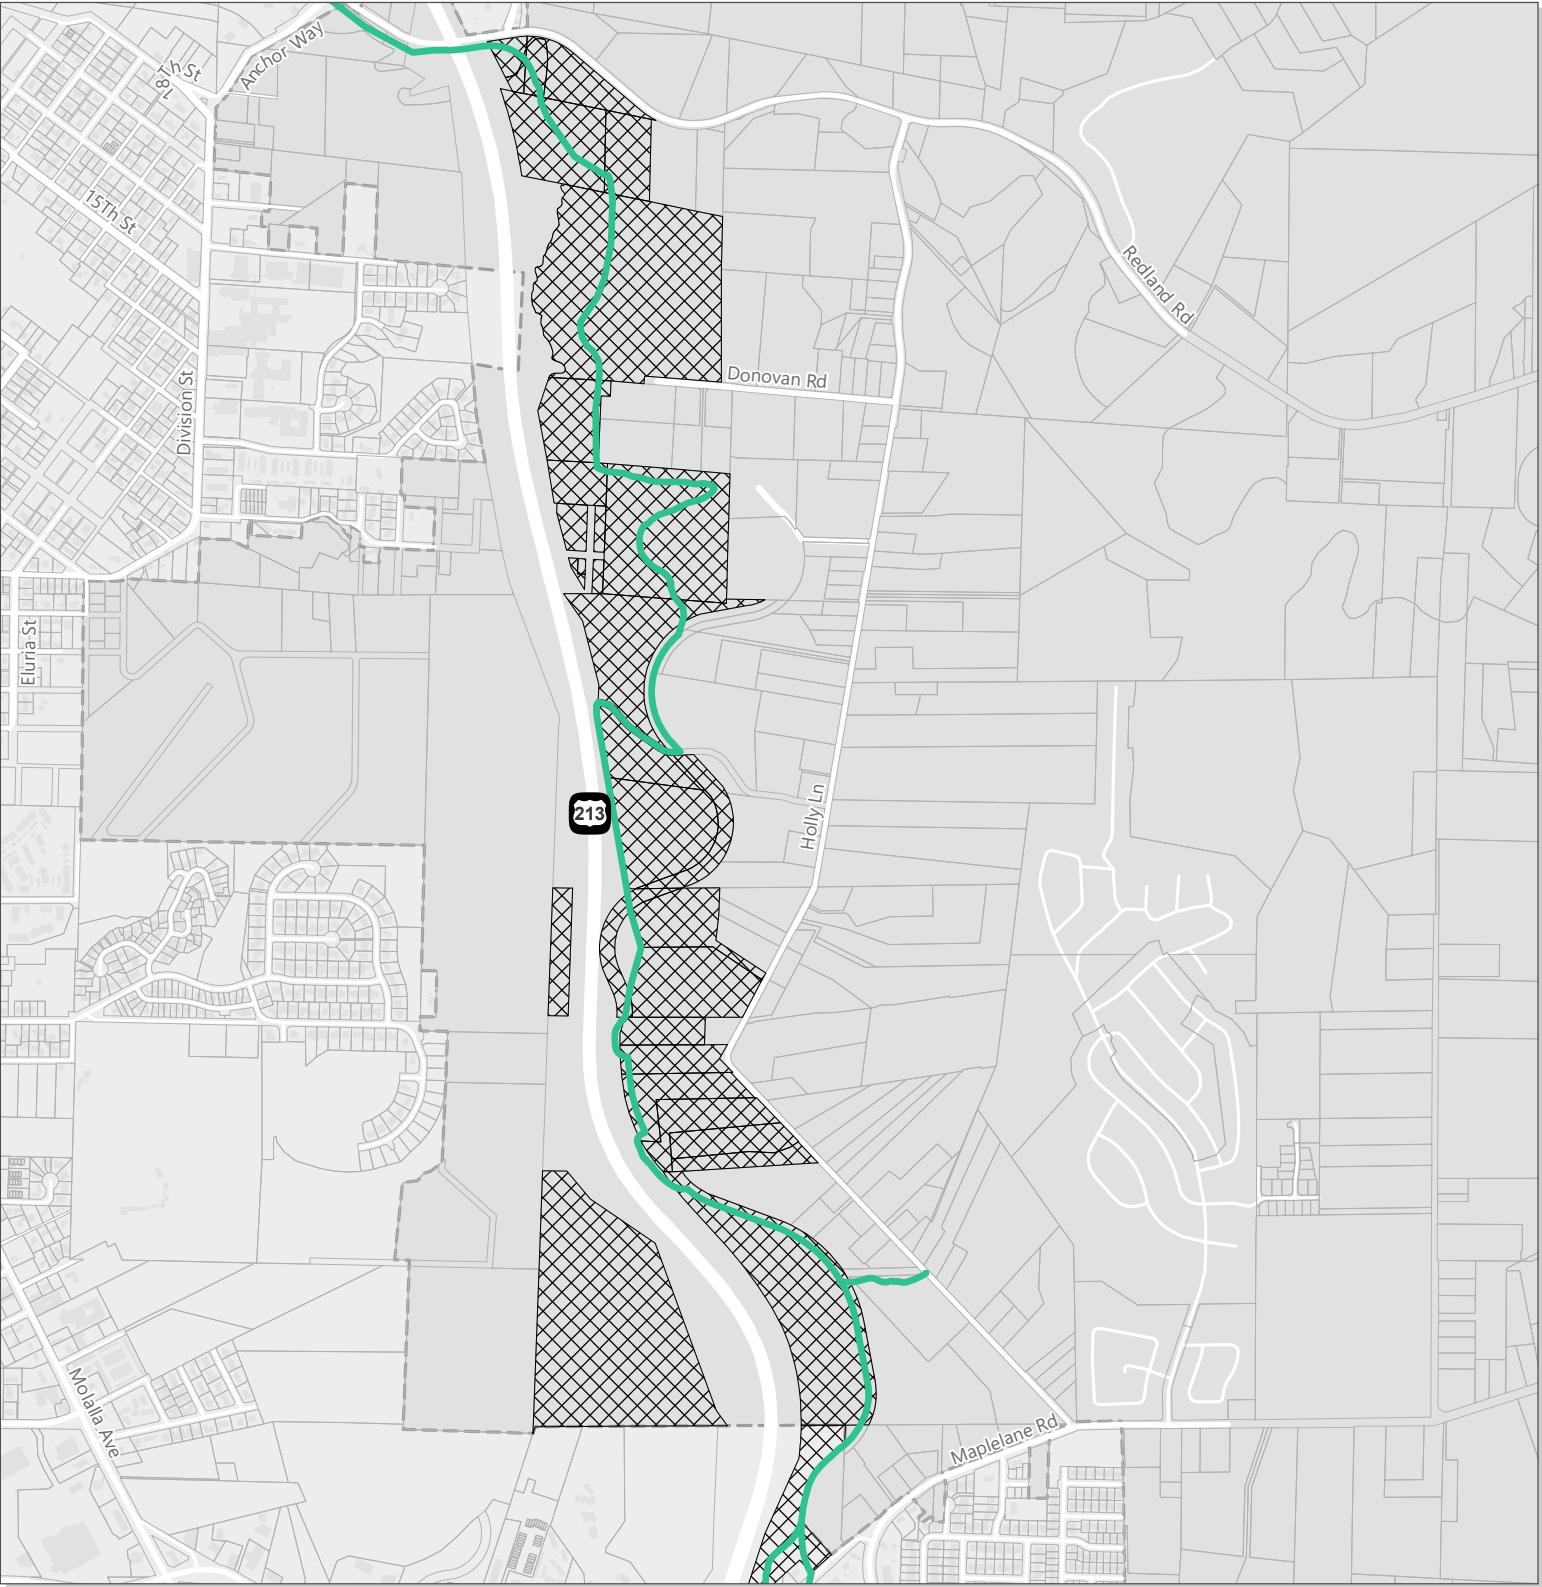 Anchor Way
18Th St
15Th St
Redland Rd
Donovan Rd
Division St
Eluria St
213
Holly Ln
Molalla Ave
Maplelane Rd